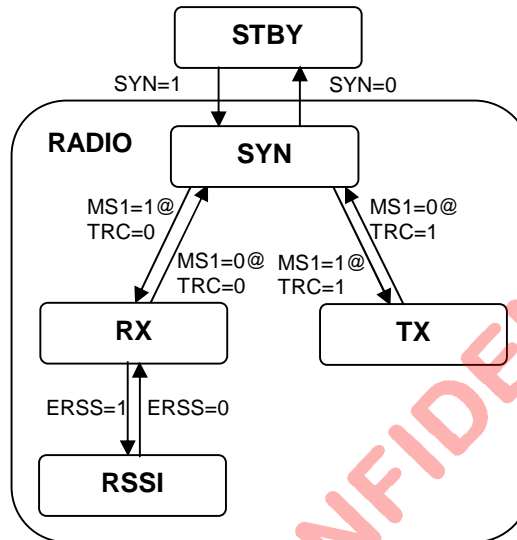 STBY
SYN=1
SYN=0
RADIO
SYN
MS1=1@
TRC=0
MS1=0@
TRC=1
MS1=0@
TRC=0
MS1=1@
TRC=1
RX
TX
ERSS=1
ERSS=0
RSSI
NFIDE